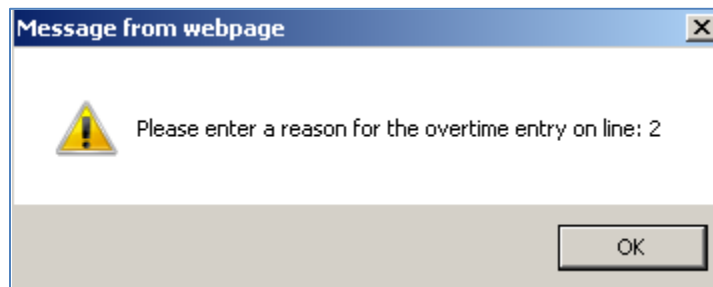 Message from webpage
Please enter a reason for the overtime entry on line: 2
OK